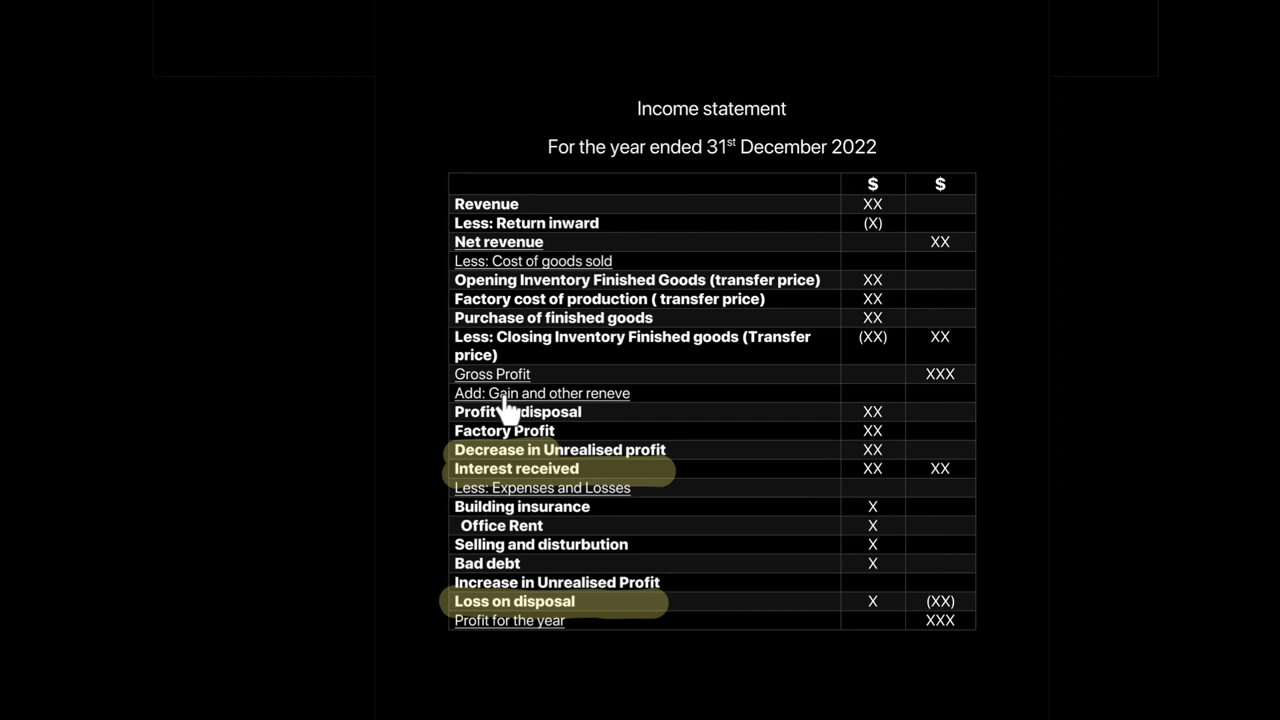 Income statement
For the year ended 31st December 2022
$ $
Revenue XX
Less: Return inward (X)
Net revenue XX
Less: Cost of goods sold
Opening Inventory Finished Goods (transfer price) XX
Factory cost of production ( transfer price) XX
Purchase of finished goods XX
Less: Closing Inventory Finished goods (Transfer (XX) XX
price)
Gross Profit XXX
Add: Gain and other reneve
Profit disposal XX
Factory Profit XX
Decrease in Unrealised profit XX
Interest received XX XX
Less: Expenses and Losses
Building insurance X
Office Rent X
Selling and disturbution X
Bad debt X
Increase in Unrealised Profit
Loss on disposal X (XX)
Profit for the year XXX